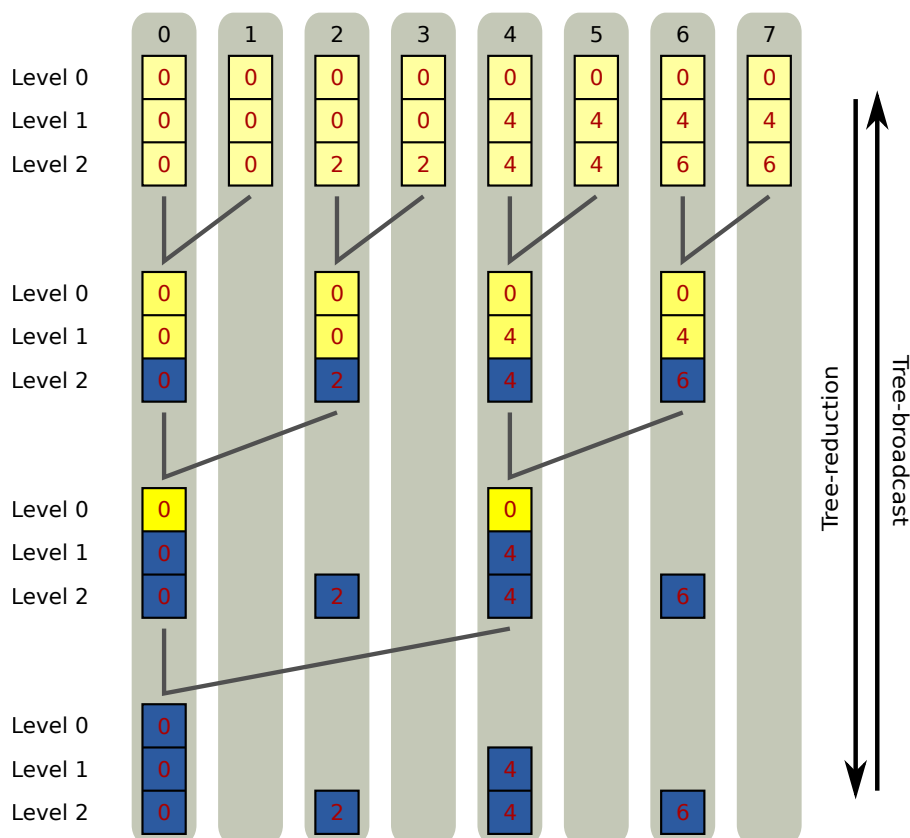 0 1 2 3 4 5 6 7
Level 0 0 0 0 0 0 0 0 0
Level 1 0 0 0 0 4 4 4 4
Level 2 0 0 2 2 4 4 6 6
Level 0 0 0 0 0
Level 1 0 0 4 4
Level 2 0 2 4 6
Level 0 0 0
Level 1 0 4
Level 2 0 2 4 6
Level 0 0
Level 1 0 4
Level 2 0 2 4 6
Tree-reduction
Tree-broadcast